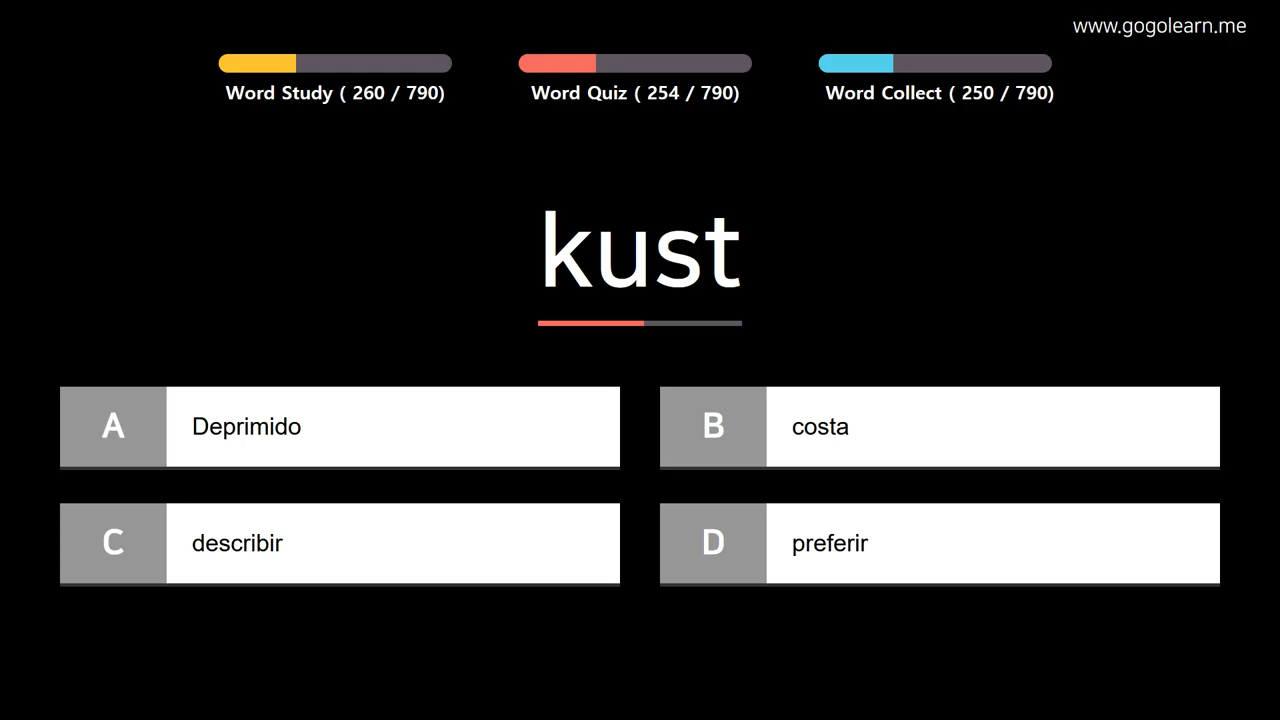 www.gogolearn.me
Word Study ( 260 / 790)
Word Quiz ( 254 / 790)
Word Collect ( 250 / 790)
kust
A Deprimido
B costa
C describir
D preferir